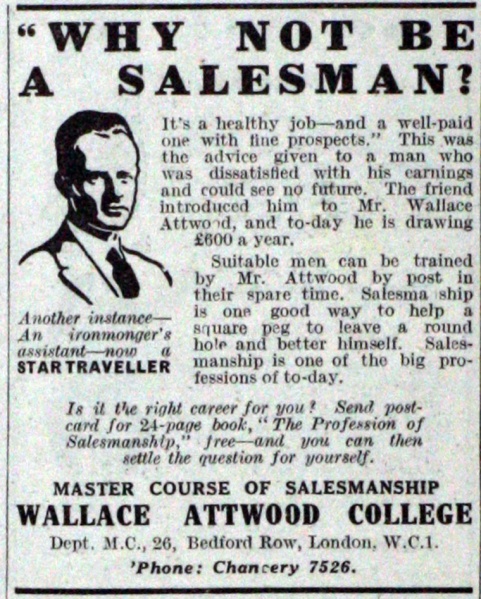 "WHY NOT BE
A SALESMAN?
It's a healthy job—and a well-paid
one with fine prospects." This was
the advice given to a man who
was dissatisfied with his earnings
and could see no future. The friend
introduced him to Mr. Wallace
Attwood, and to-day he is drawing
£600 a year.
Suitable men can be trained
by Mr. Attwood by post in
their spare time. Salesma ship
is one good way to help a
square peg to leave a round
hole and better himself. Sales-
manship is one of the big pro-
fessions of to-day.
Another instance—
An ironmonger's
assistant—now a
STAR TRAVELLER
Is it the right career for you? Send post-
card for 24-page book, "The Profession of
Salesmanship," free—and you can then
settle the question for yourself.
MASTER COURSE OF SALESMANSHIP
WALLACE ATTWOOD COLLEGE
Dept. M.C., 26, Bedford Row, London, W.C.1.
'Phone: Chancery 7526.